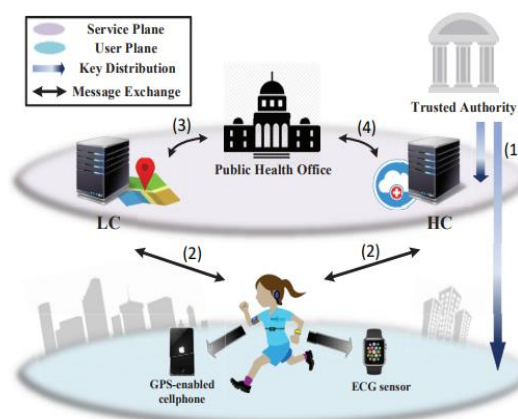 Service Plane
User Plane
Key Distribution
Message Exchange
Trusted Authority
(3)
(4)
(1
Public Health Office
LC
HC
(2)
(2)
GPS-enabled
cellphone
ECG sensor